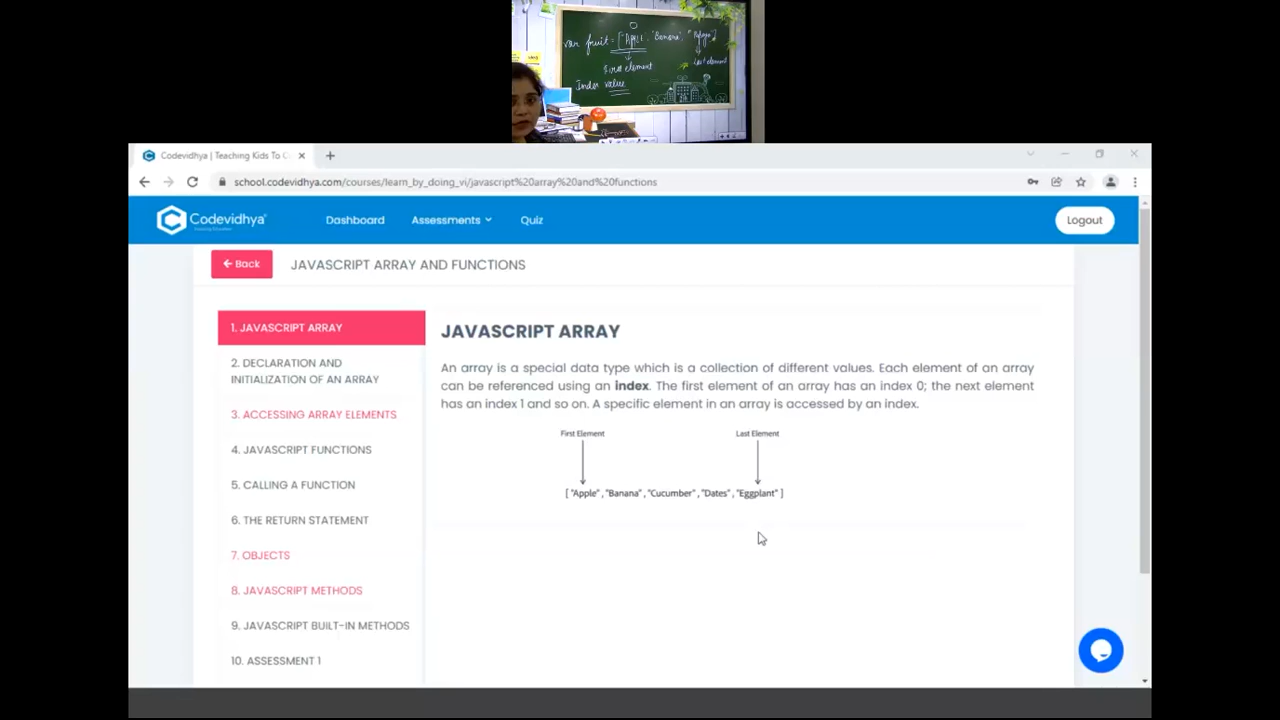 var fruit = ["Apple", "Banana", "Papaya"]
0
First element
Last element
Index value
Codevidhya | Teaching Kids To C
school.codevidhya.com/courses/learn_by_doing_vi/javascript%20array%20and%20functions
Codevidhya
Dashboard
Assessments
Quiz
Logout
Back
JAVASCRIPT ARRAY AND FUNCTIONS
1. JAVASCRIPT ARRAY
2. DECLARATION AND
INITIALIZATION OF AN ARRAY
3. ACCESSING ARRAY ELEMENTS
4. JAVASCRIPT FUNCTIONS
5. CALLING A FUNCTION
6. THE RETURN STATEMENT
7. OBJECTS
8. JAVASCRIPT METHODS
9. JAVASCRIPT BUILT-IN METHODS
10. ASSESSMENT 1
JAVASCRIPT ARRAY
An array is a special data type which is a collection of different values. Each element of an array
can be referenced using an index. The first element of an array has an index 0; the next element
has an index 1 and so on. A specific element in an array is accessed by an index.
First Element
Last Element
[ "Apple" , "Banana" , "Cucumber" , "Dates" , "Eggplant" ]